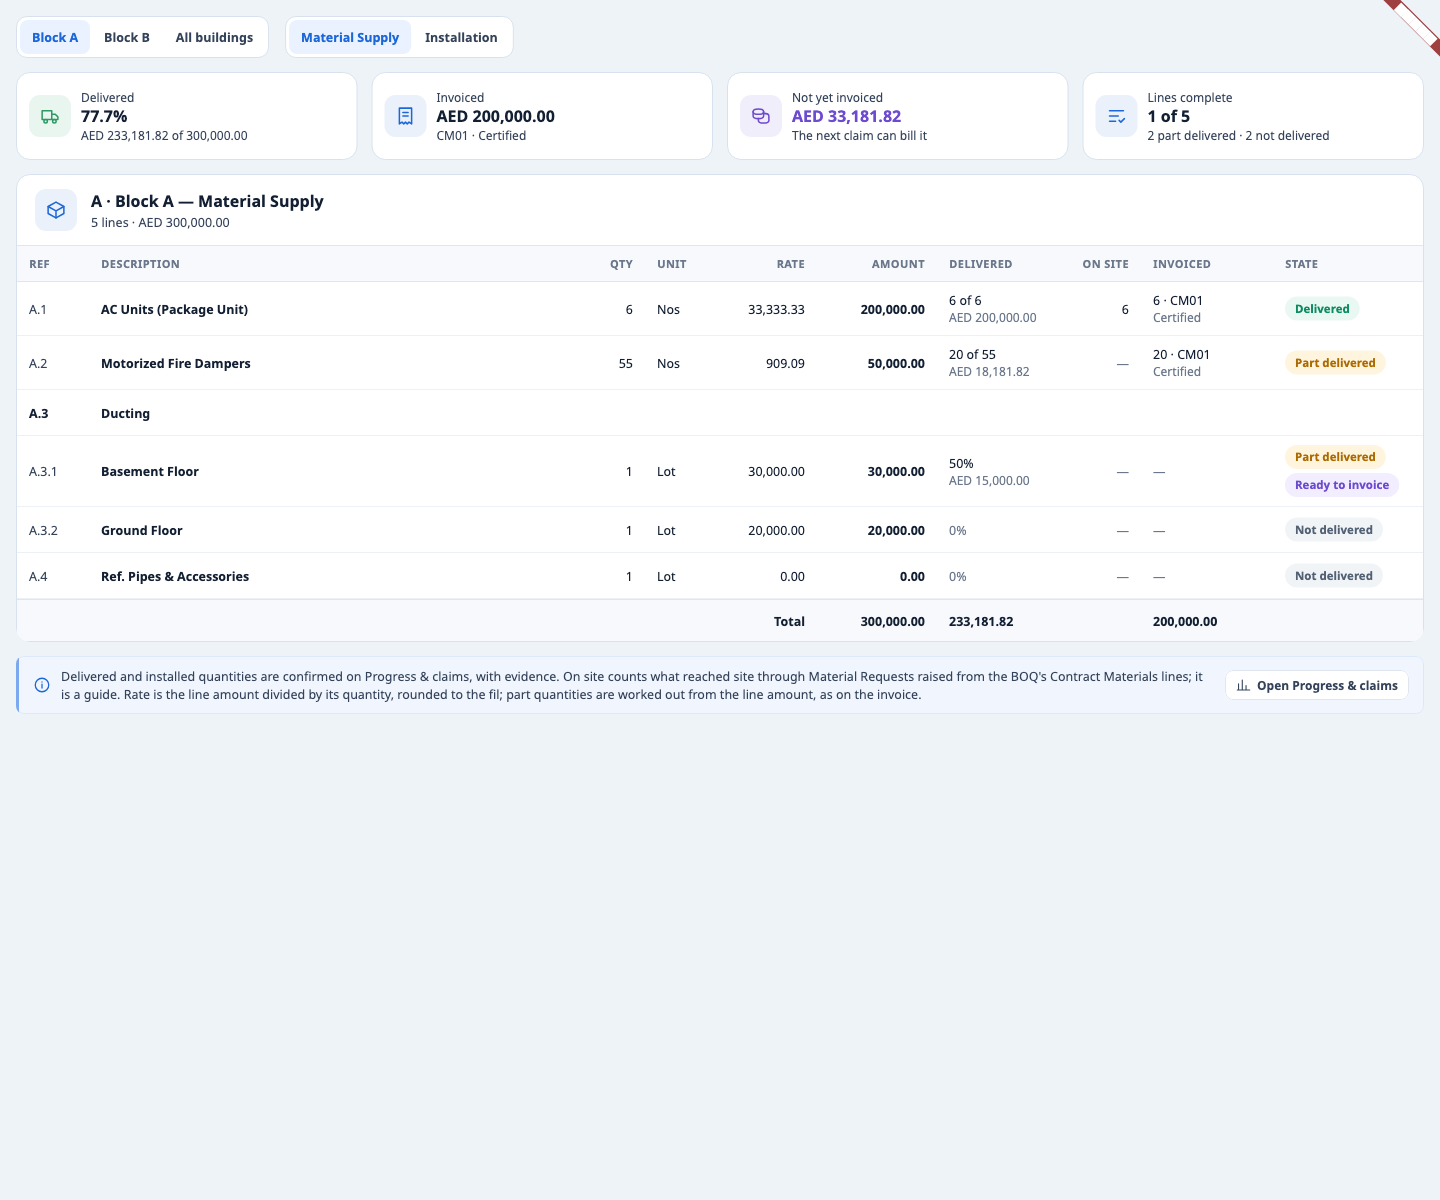 Block A Block B All buildings Material Supply Installation
Delivered
77.7%
AED 233,181.82 of 300,000.00
Invoiced
AED 200,000.00
CM01 · Certified
Not yet invoiced
AED 33,181.82
The next claim can bill it
Lines complete
1 of 5
2 part delivered · 2 not delivered
A · Block A — Material Supply
5 lines · AED 300,000.00
REF DESCRIPTION QTY UNIT RATE AMOUNT DELIVERED ON SITE INVOICED STATE
A.1 AC Units (Package Unit) 6 Nos 33,333.33 200,000.00 6 of 6 6 6 · CM01 Delivered
AED 200,000.00 Certified
A.2 Motorized Fire Dampers 55 Nos 909.09 50,000.00 20 of 55 — 20 · CM01 Part delivered
AED 18,181.82 Certified
A.3 Ducting
A.3.1 Basement Floor 1 Lot 30,000.00 30,000.00 50% — — Part delivered
AED 15,000.00 Ready to invoice
A.3.2 Ground Floor 1 Lot 20,000.00 20,000.00 0% — — Not delivered
A.4 Ref. Pipes & Accessories 1 Lot 0.00 0.00 0% — — Not delivered
Total 300,000.00 233,181.82 200,000.00
Delivered and installed quantities are confirmed on Progress & claims, with evidence. On site counts what reached site through Material Requests raised from the BOQ's Contract Materials lines; it
is a guide. Rate is the line amount divided by its quantity, rounded to the fil; part quantities are worked out from the line amount, as on the invoice.
Open Progress & claims